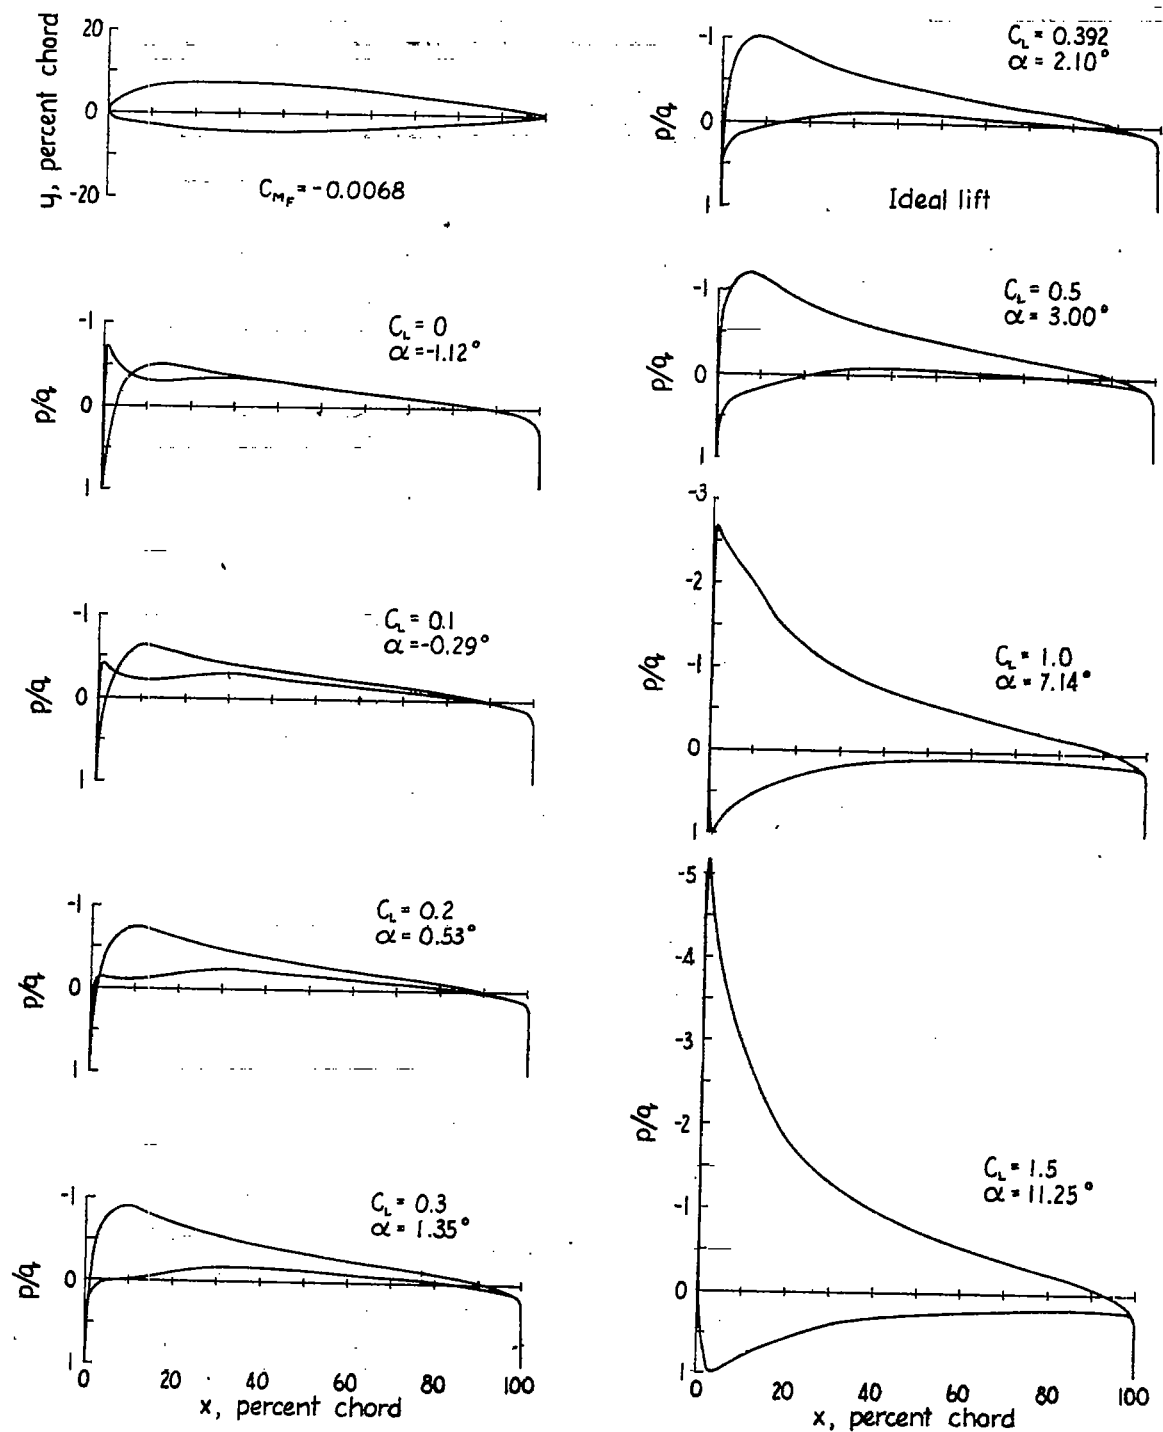 20
0
-20
y, percent chord
C_MF = -0.0068
-1
0
1
p/q
C_L = 0
α = -1.12°
-1
0
1
p/q
C_L = 0.1
α = -0.29°
-1
0
1
p/q
C_L = 0.2
α = 0.53°
-1
0
1
p/q
C_L = 0.3
α = 1.35°
0 20 40 60 80 100
x, percent chord
-1
0
1
p/q
C_L = 0.392
α = 2.10°
Ideal lift
-1
0
1
p/q
C_L = 0.5
α = 3.00°
-3
-2
-1
0
1
p/q
C_L = 1.0
α = 7.14°
-5
-4
-3
-2
-1
0
1
p/q
C_L = 1.5
α = 11.25°
0 20 40 60 80 100
x, percent chord